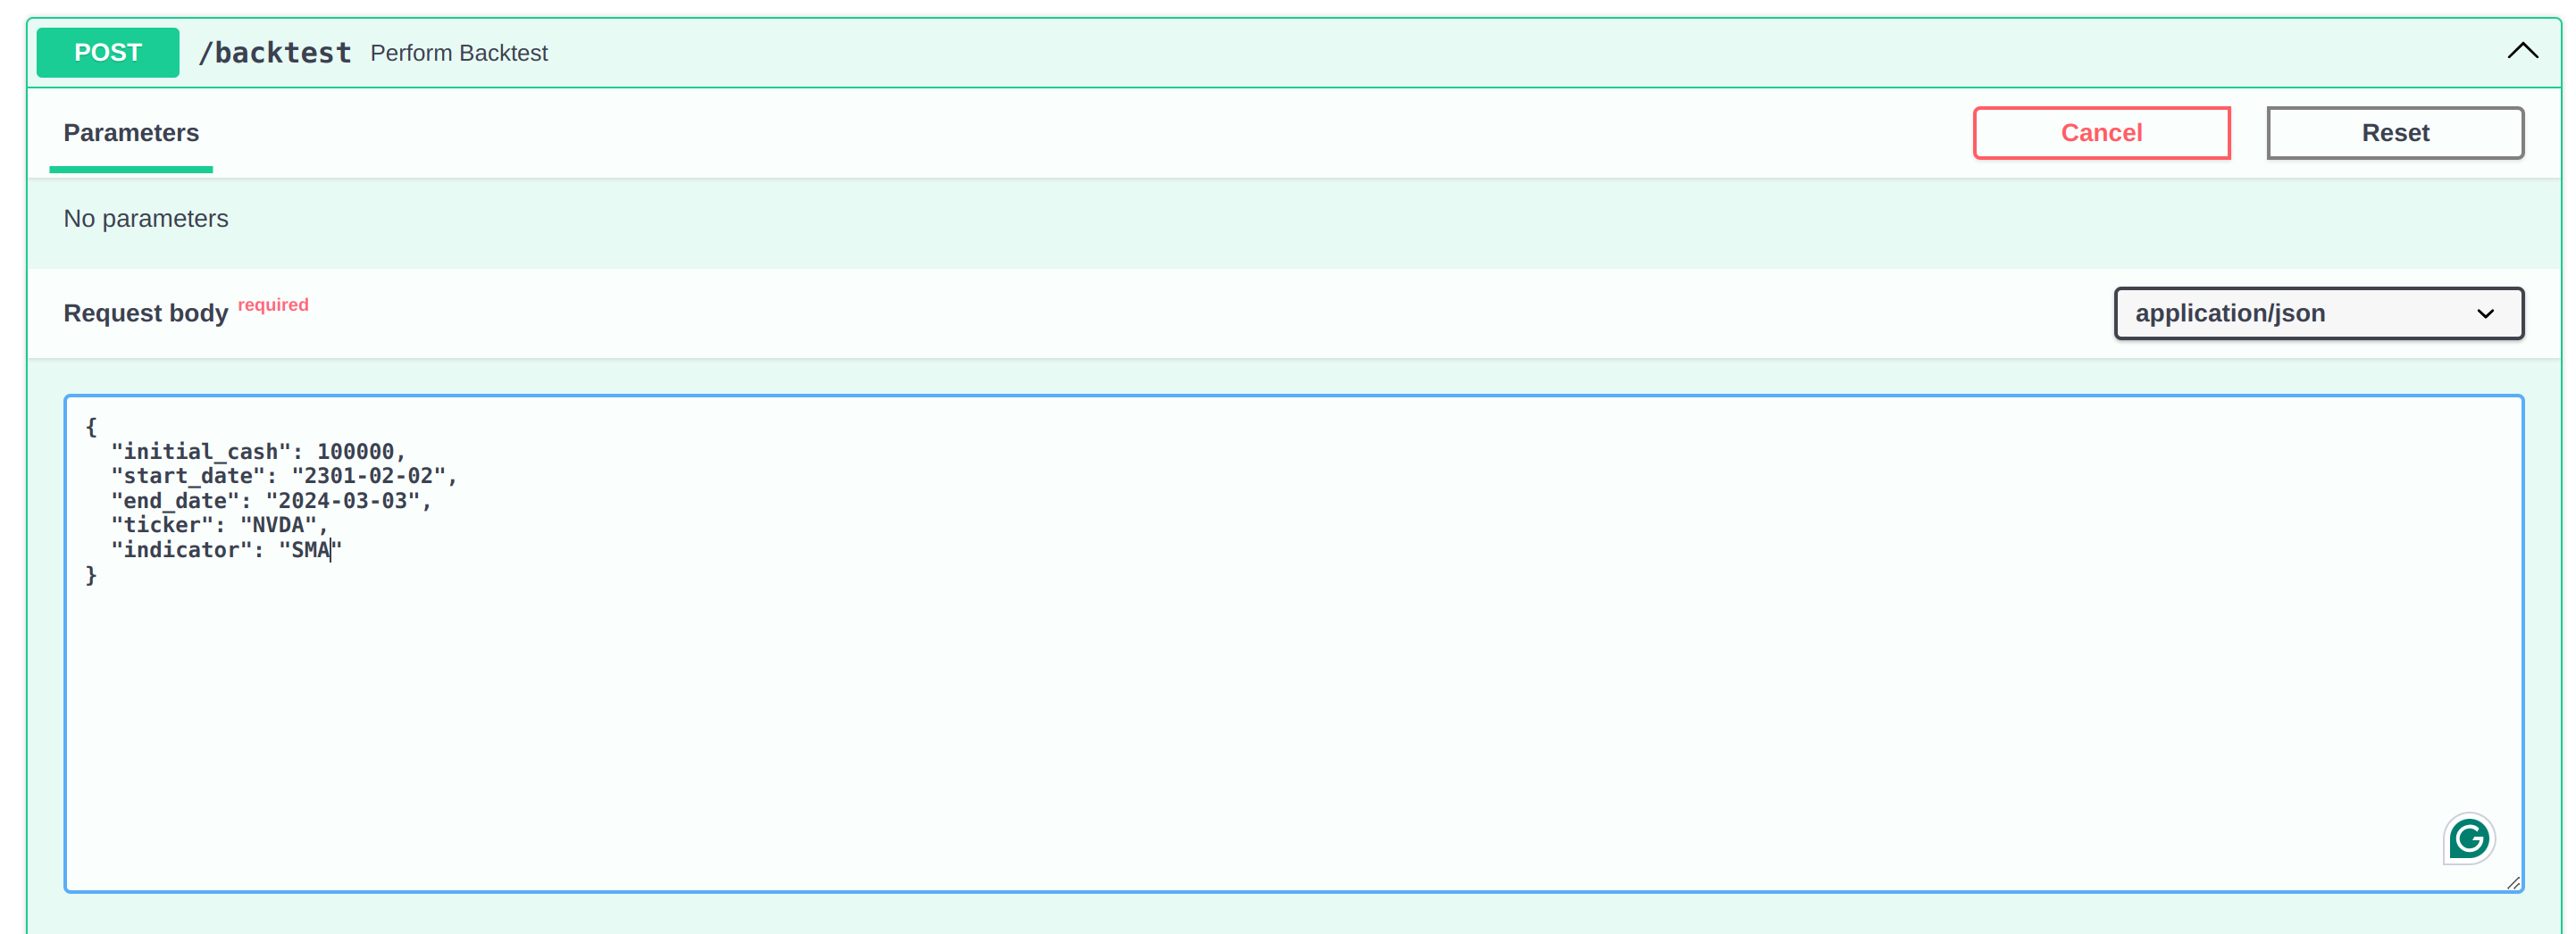 POST /backtest Perform Backtest
Parameters
Cancel
Reset
No parameters
Request body required
application/json
{
  "initial_cash": 100000,
  "start_date": "2301-02-02",
  "end_date": "2024-03-03",
  "ticker": "NVDA",
  "indicator": "SMA"
}